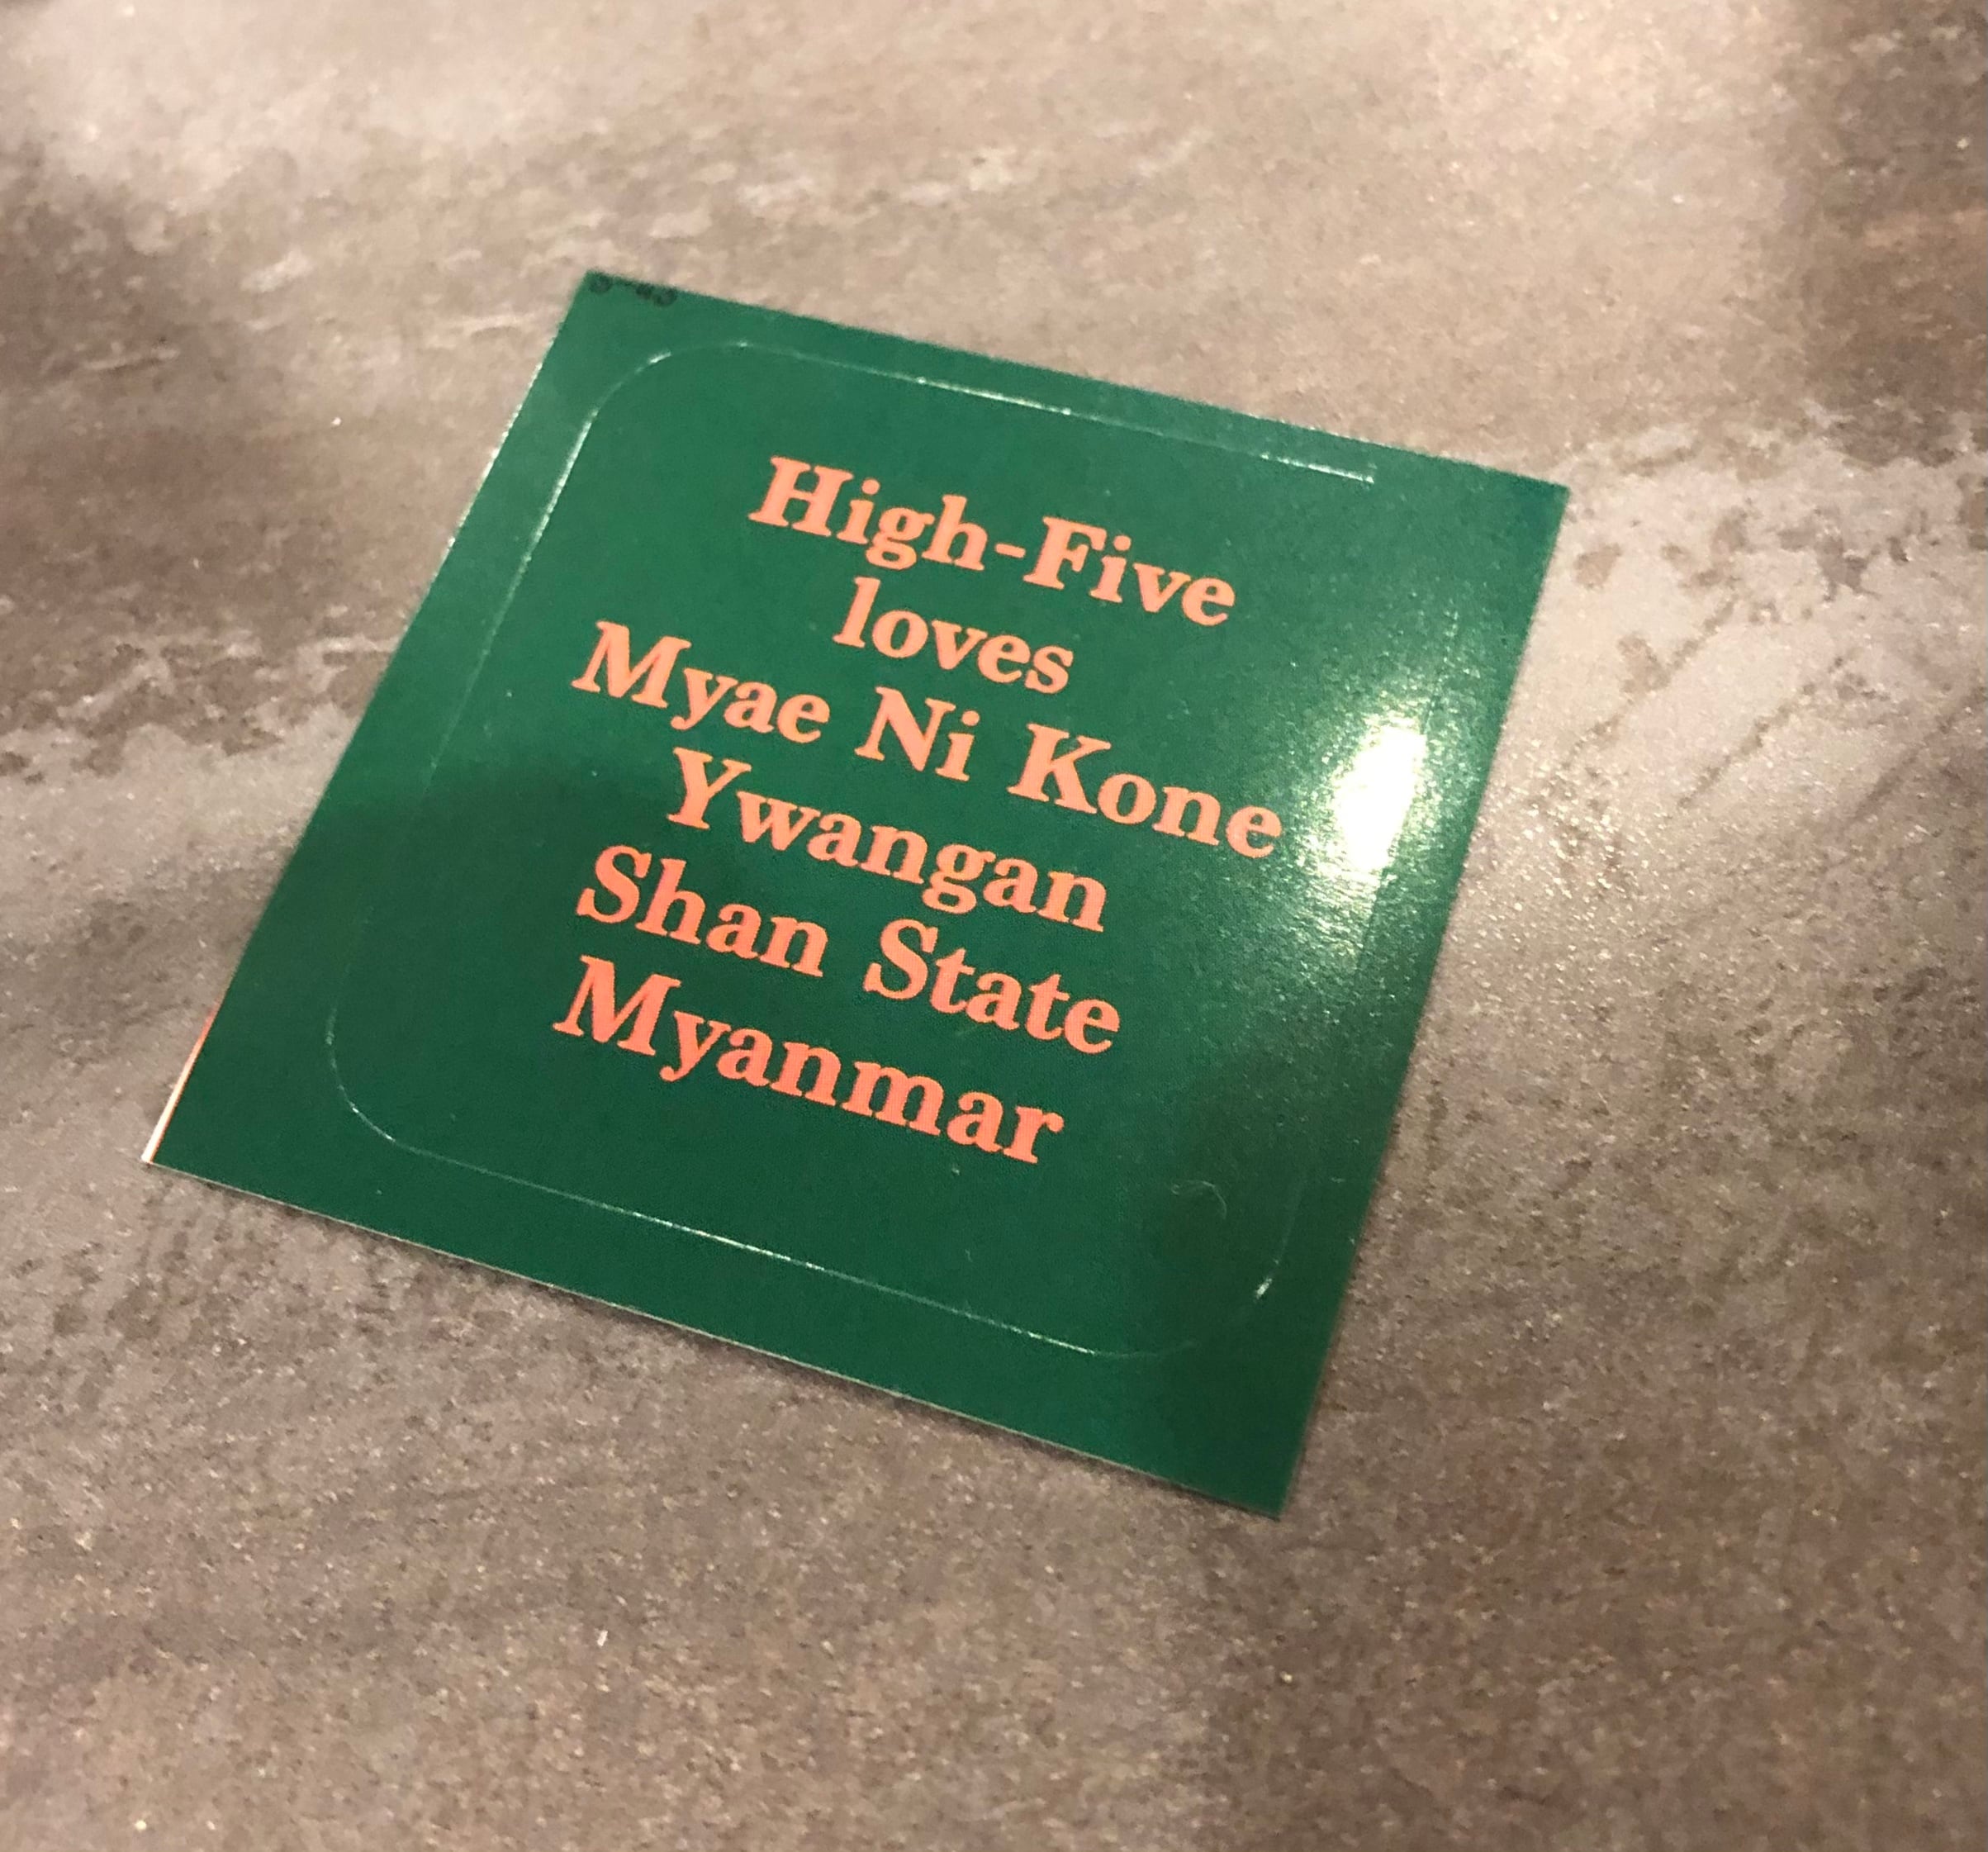 High-Five
loves
Myae Ni Kone
Ywangan
Shan State
Myanmar